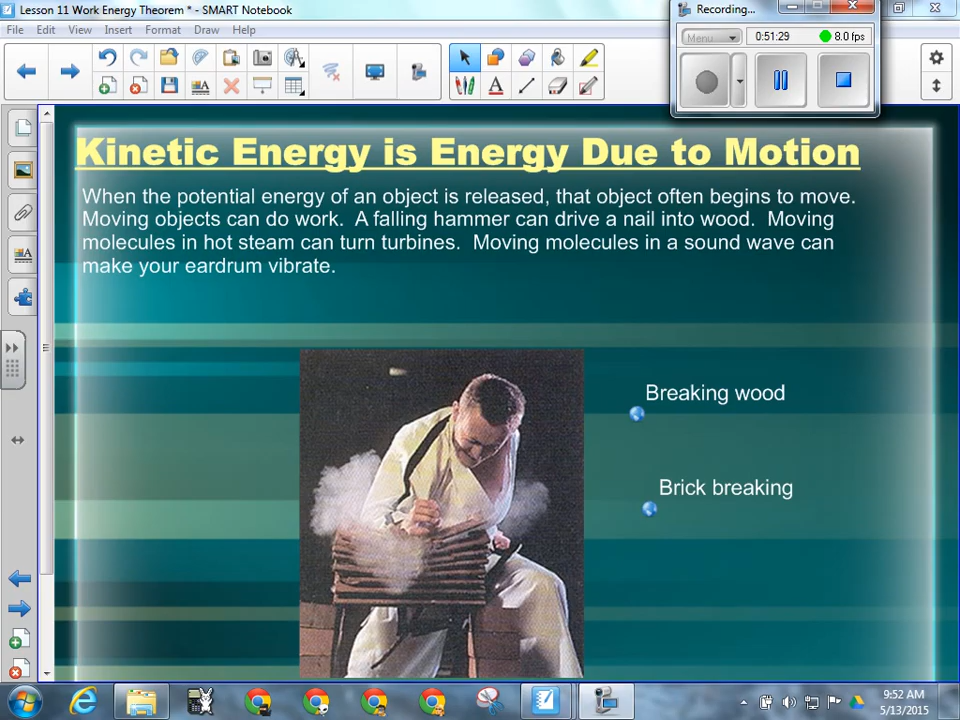 Lesson 11 Work Energy Theorem * - SMART Notebook
Recording...
File Edit View Insert Format Draw Help
Menu
0:51:29
8.0 fps
Kinetic Energy is Energy Due to Motion
When the potential energy of an object is released, that object often begins to move.
Moving objects can do work. A falling hammer can drive a nail into wood. Moving
molecules in hot steam can turn turbines. Moving molecules in a sound wave can
make your eardrum vibrate.
Breaking wood
Brick breaking
9:52 AM
5/13/2015